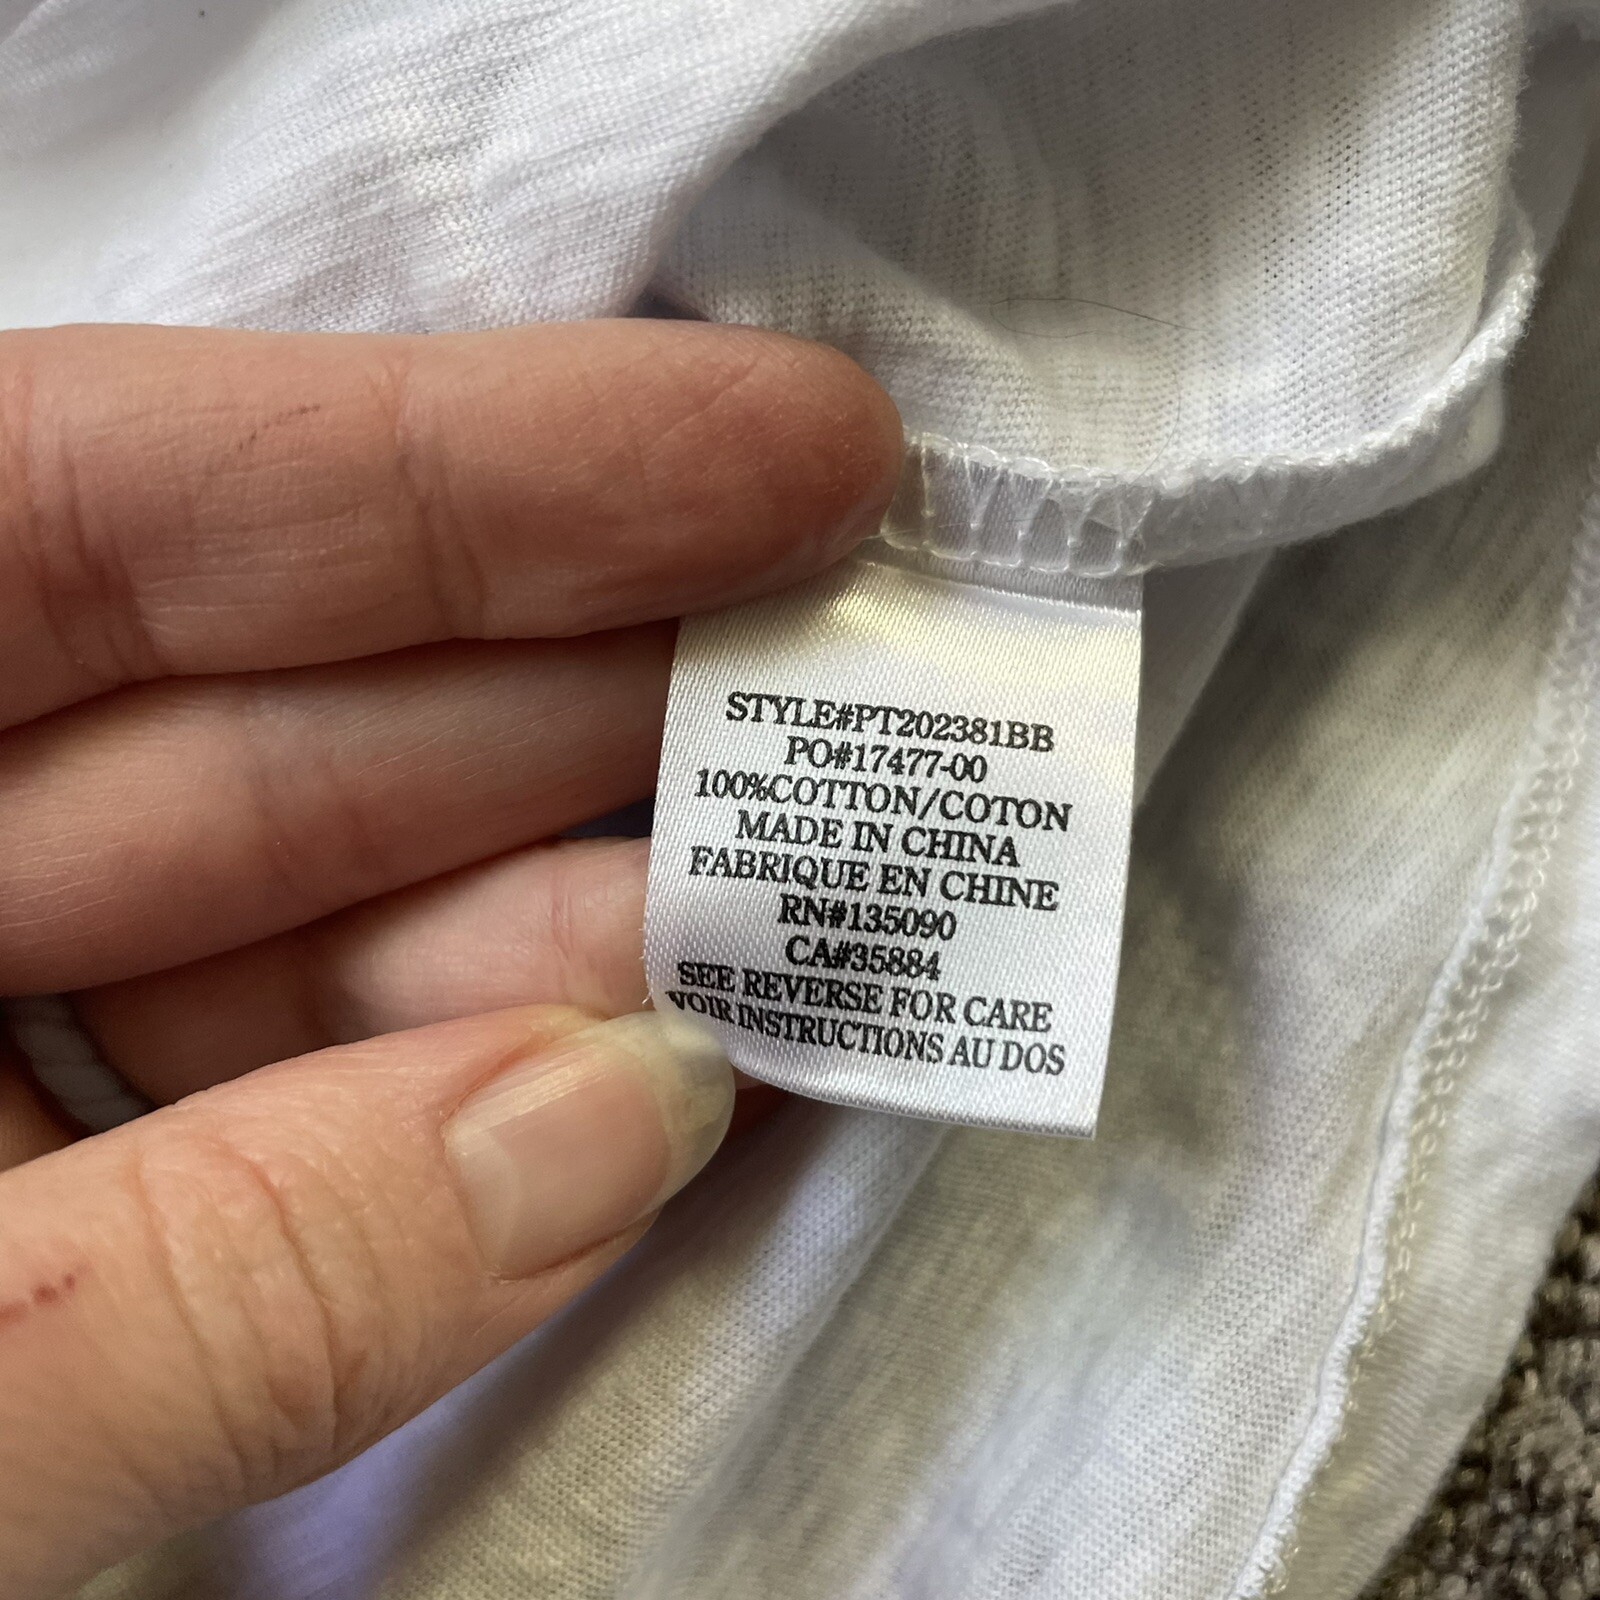 STYLE#PT202381BB
PO#17477-00
100%COTTON/COTON
MADE IN CHINA
FABRIQUE EN CHINE
RN#135090
CA#35884
SEE REVERSE FOR CARE
VOIR INSTRUCTIONS AU DOS